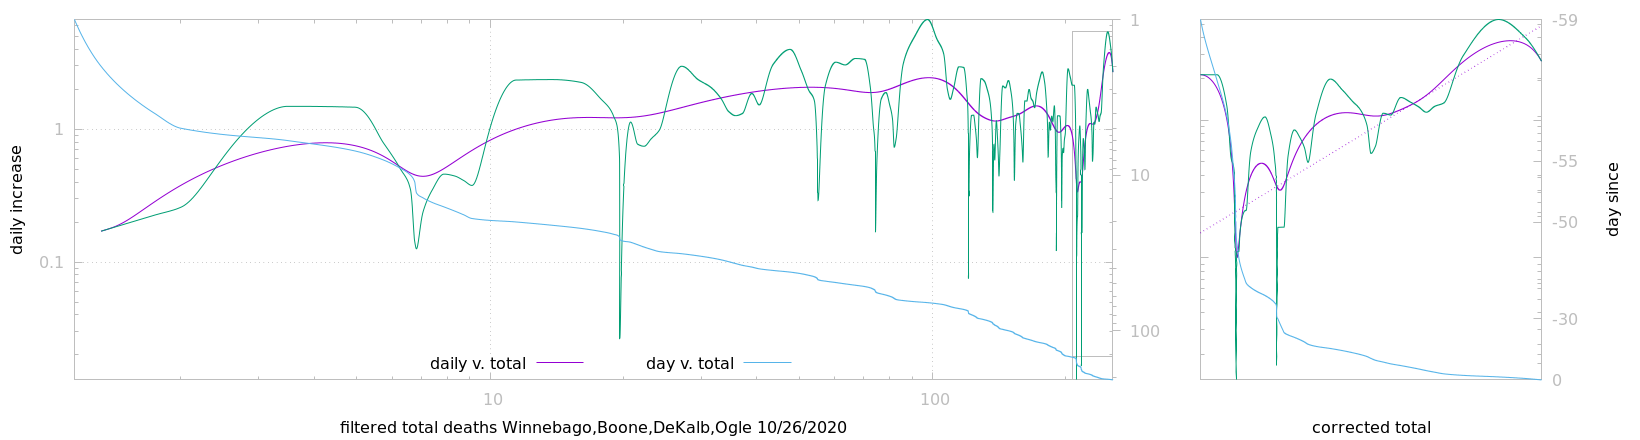 daily increase
1
0.1
10
100
1
10
100
daily v. total
day v. total
filtered total deaths Winnebago,Boone,DeKalb,Ogle 10/26/2020
-59
-55
-50
-30
0
day since
corrected total